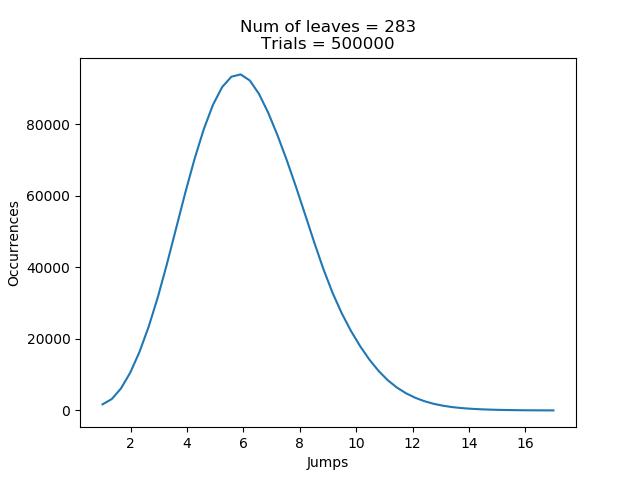 Num of leaves = 283
Trials = 500000
Occurrences
80000
60000
40000
20000
0
2 4 6 8 10 12 14 16
Jumps